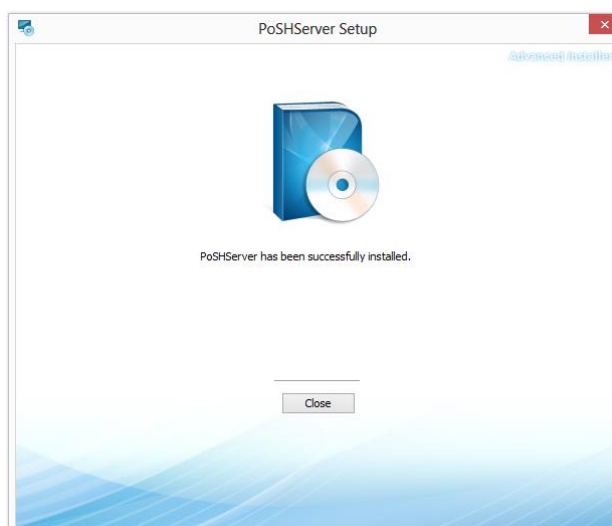 PoSHServer Setup
Advanced Installer
PoSHServer has been successfully installed.
Close